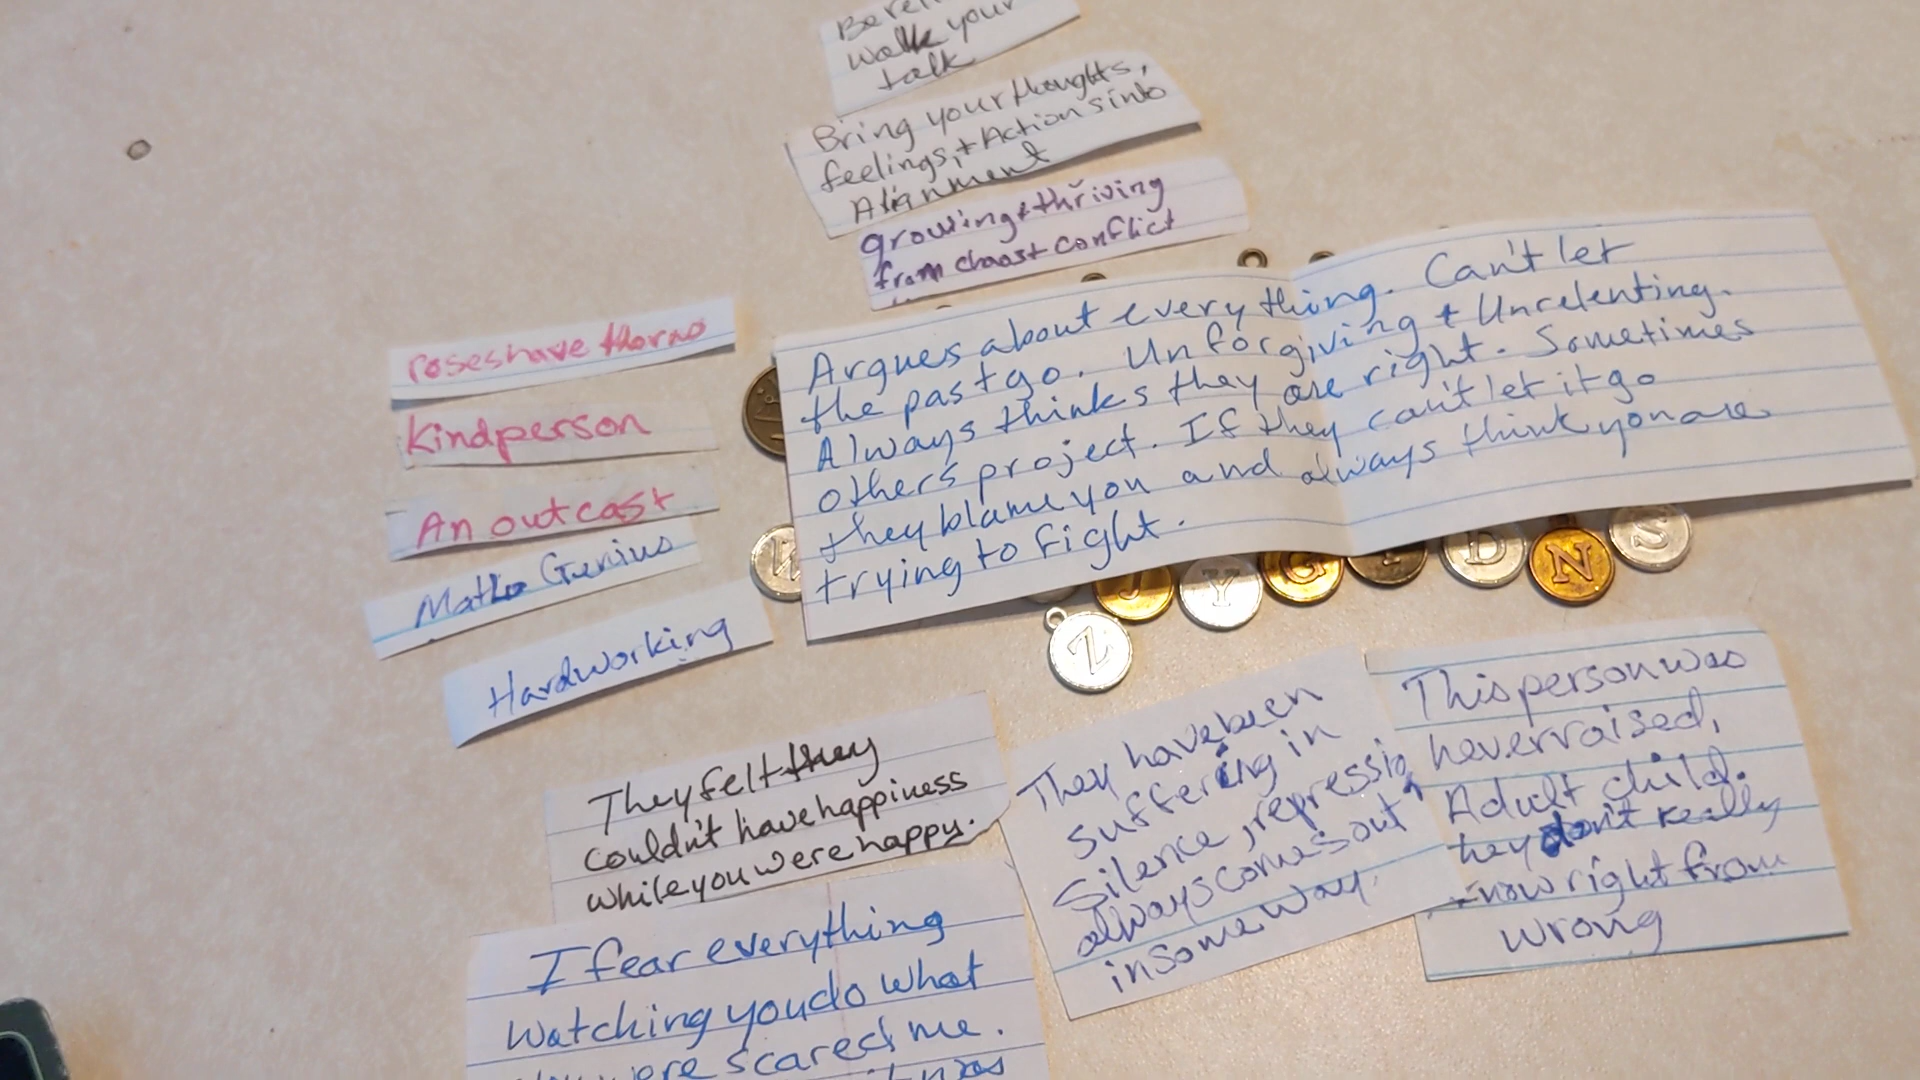 walk your
talk
Bring your thoughts,
feelings, + Actions into
Alignment
growing + thriving
from chaos + conflict
roses have thorns
Kind person
An outcast
Math Genius
Hardworking
Argues about everything. Can't let
the past go. Unforgiving + Unrelenting.
Always thinks they are right. Sometimes
others project. If they can't let it go
they blame you and always think you are
trying to fight.
W
J
Y
G
D
N
S
Z
They felt they
couldn't have happiness
while you were happy.
They have been
suffering in
silence, repressio
always comes out
in some way.
This person was
never raised,
Adult child.
hey don't really
now right from
wrong
I fear everything
watching you do what
scared me.